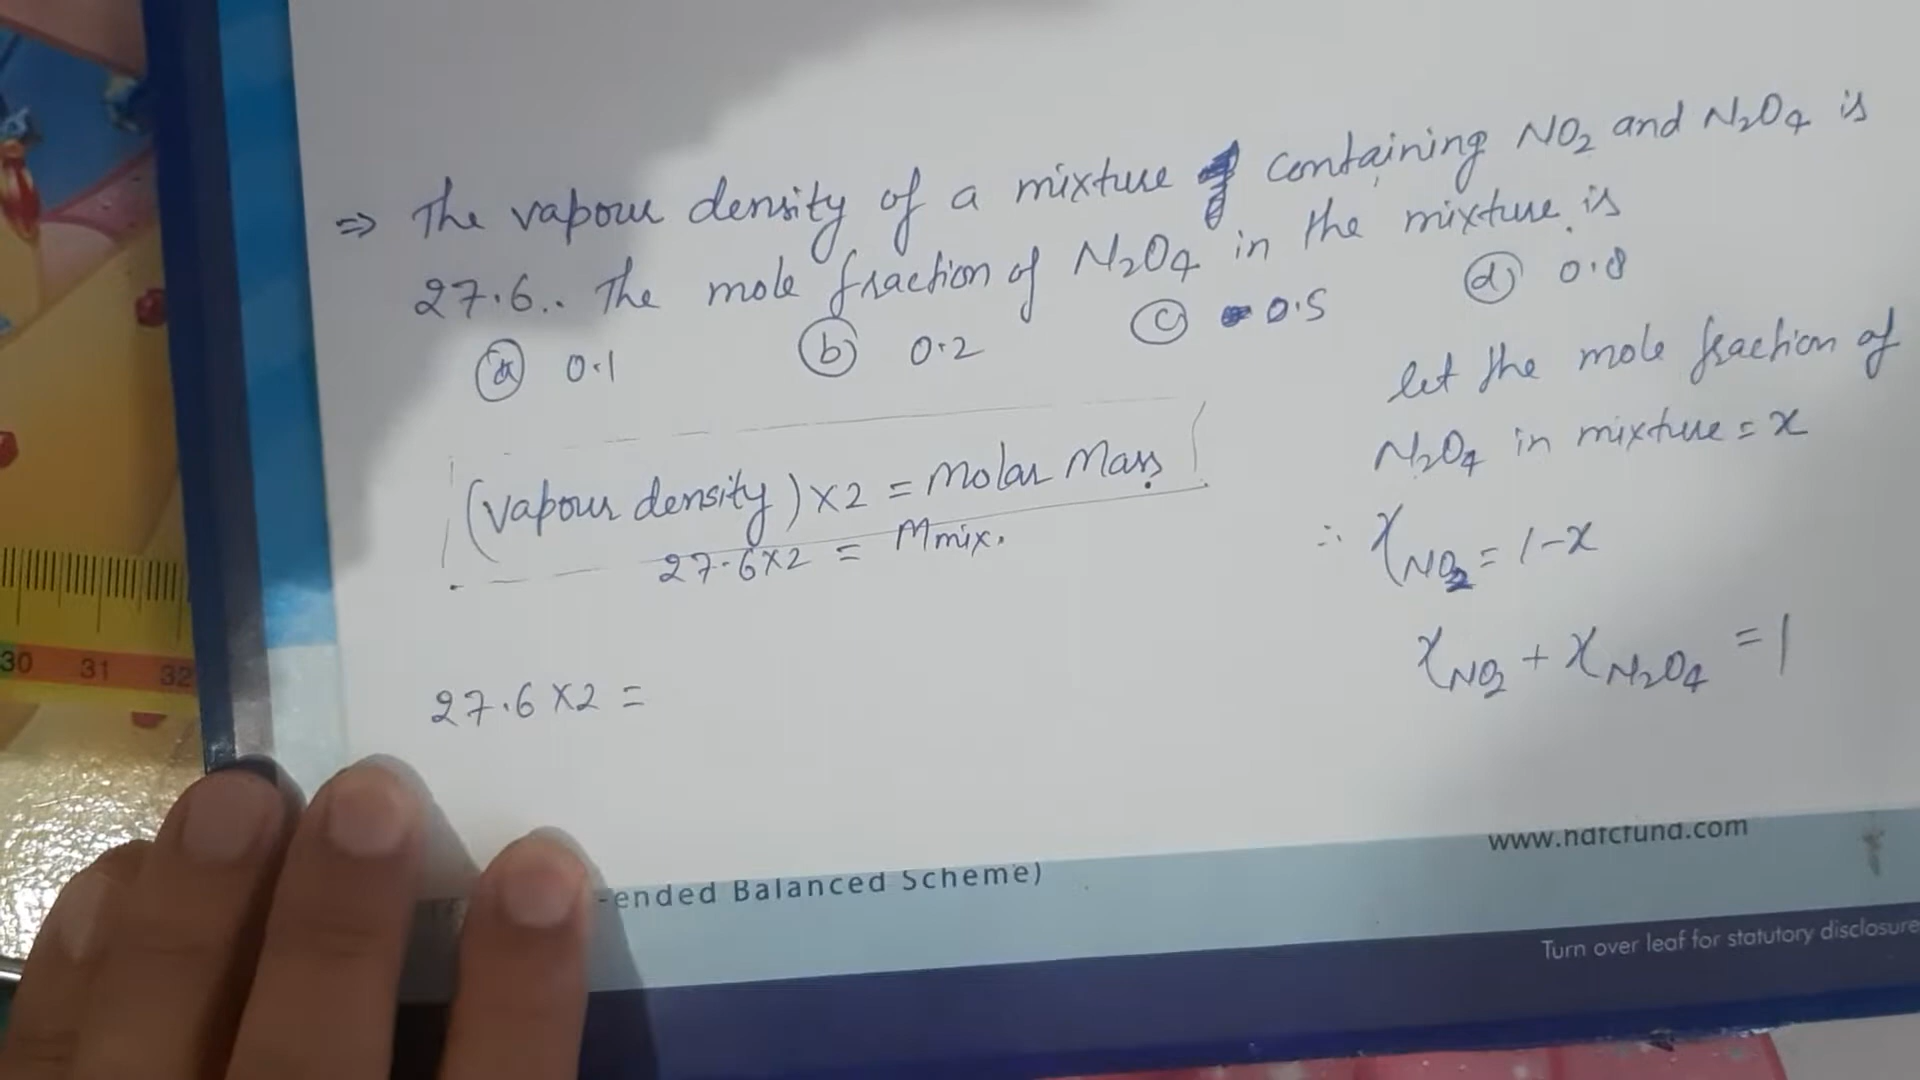 ⇒ The vapour density of a mixture containing NO₂ and N₂O₄ is
27.6.. The mole fraction of N₂O₄ in the mixture is
(a) 0.1 (b) 0.2 (c) 0.5 (d) 0.8
let the mole fraction of
N₂O₄ in mixture = x
(vapour density) × 2 = Molar Mass
27.6 × 2 = Mmix.
∴ χNO₂ = 1 - x
χNO₂ + χN₂O₄ = 1
27.6 × 2 =
www.hdfcfund.com
-ended Balanced Scheme)
Turn over leaf for statutory disclosure
30 31 32